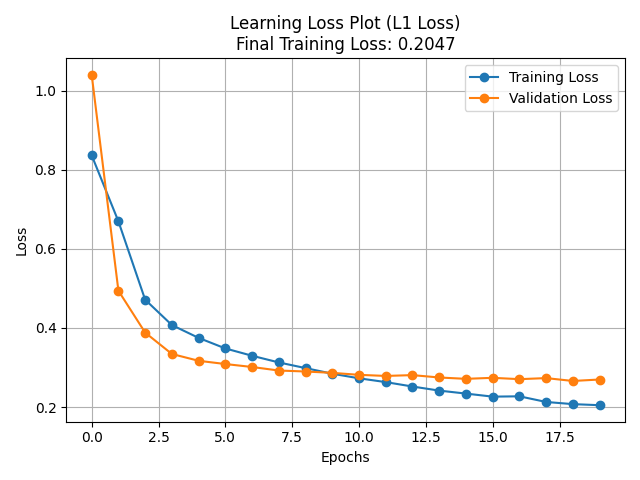 Learning Loss Plot (L1 Loss)
Final Training Loss: 0.2047
Training Loss
Validation Loss
1.0
0.8
0.6
0.4
0.2
Loss
0.0
2.5
5.0
7.5
10.0
12.5
15.0
17.5
Epochs